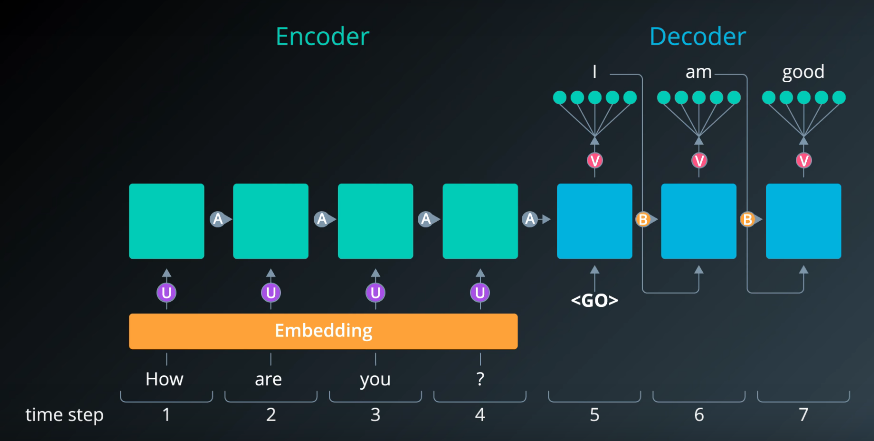 Encoder Decoder
I am good
V V V
A A A A B B
U U U U
<GO>
Embedding
How are you ?
time step 1 2 3 4 5 6 7